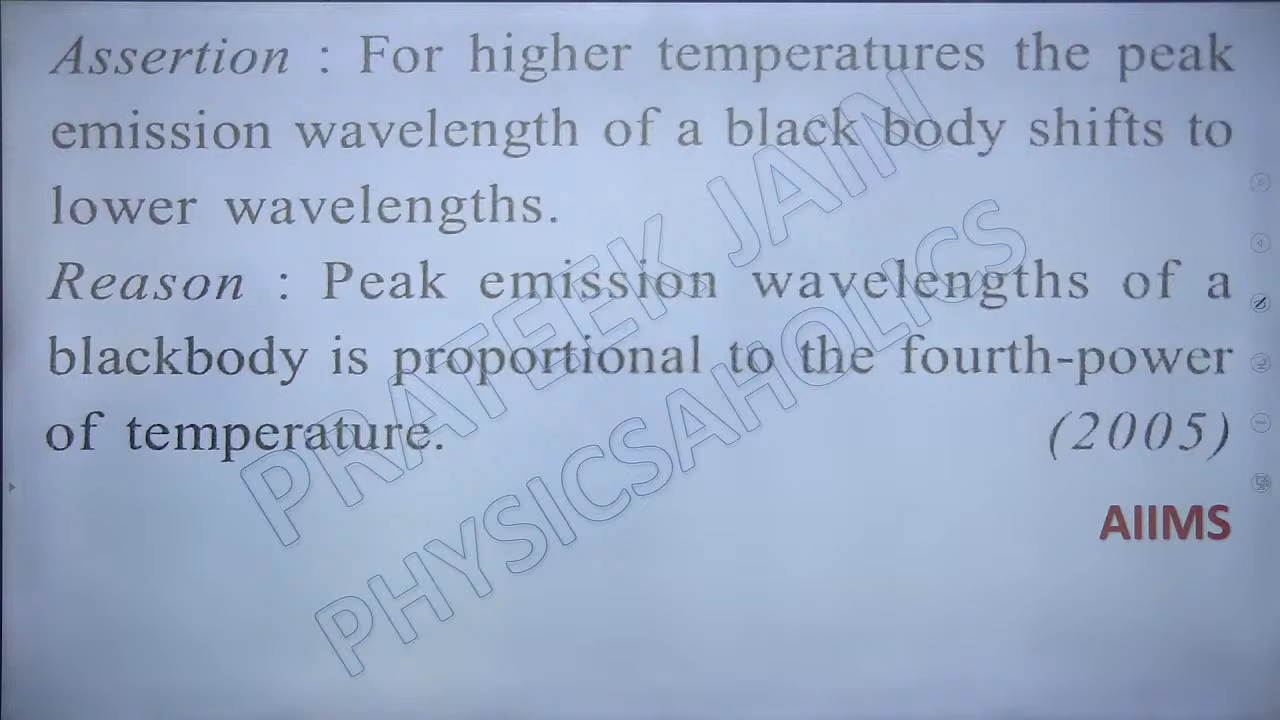 Assertion : For higher temperatures the peak
emission wavelength of a black body shifts to
lower wavelengths.
Reason : Peak emission wavelengths of a
blackbody is proportional to the fourth-power
of temperature.
(2005)
AIIMS
PRATEEK JAIN
PHYSICSAHOLICS